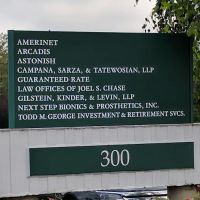 AMERINET
ARCADIS
ASTONISH
CAMPANA, SARZA, & TATEWOSIAN, LLP
GUARANTEED RATE
LAW OFFICES OF JOEL S. CHASE
GILSTEIN, KINDER, & LEVIN, LLP
NEXT STEP BIONICS & PROSTHETICS, INC.
TODD M. GEORGE INVESTMENT & RETIREMENT SVCS.
300